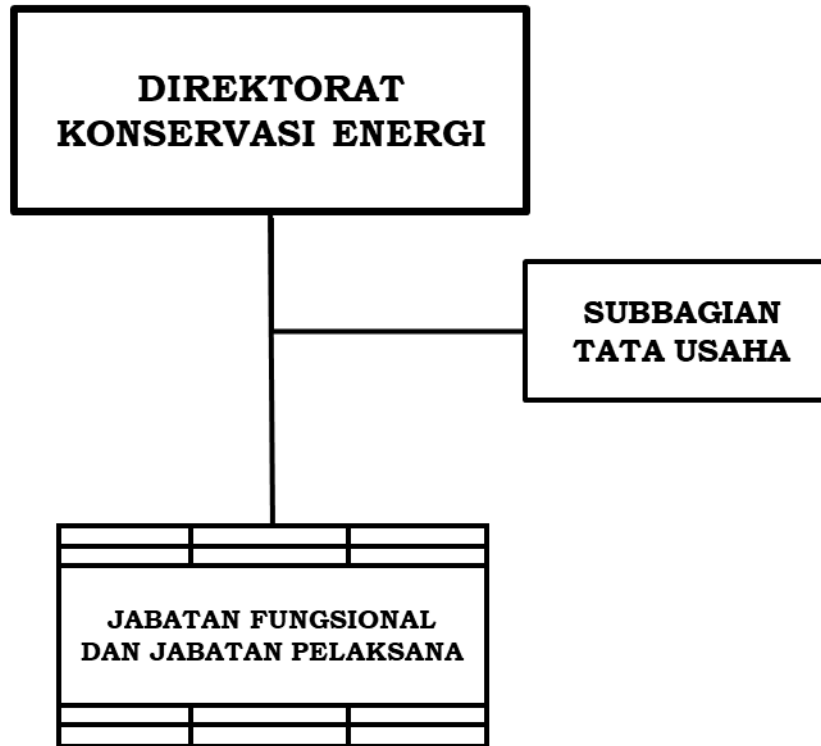 DIREKTORAT
KONSERVASI ENERGI
SUBBAGIAN
TATA USAHA
JABATAN FUNGSIONAL
DAN JABATAN PELAKSANA